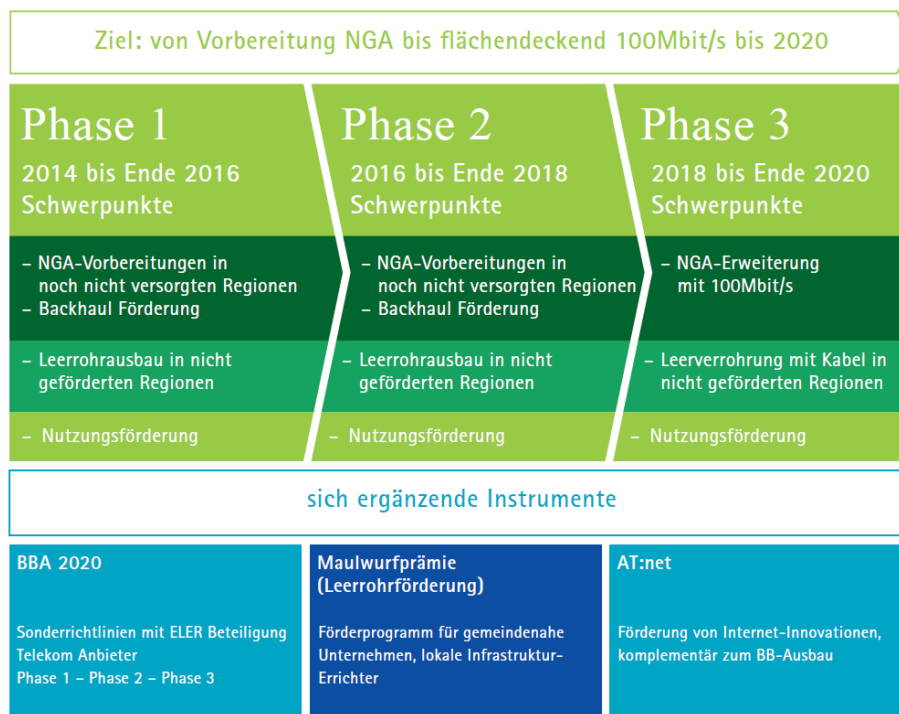 Ziel: von Vorbereitung NGA bis flächendeckend 100Mbit/s bis 2020
Phase 1
2014 bis Ende 2016
Schwerpunkte
– NGA-Vorbereitungen in
noch nicht versorgten Regionen
– Backhaul Förderung
– Leerrohrausbau in nicht
geförderten Regionen
– Nutzungsförderung
Phase 2
2016 bis Ende 2018
Schwerpunkte
– NGA-Vorbereitungen in
noch nicht versorgten Regionen
– Backhaul Förderung
– Leerrohrausbau in nicht
geförderten Regionen
– Nutzungsförderung
Phase 3
2018 bis Ende 2020
Schwerpunkte
– NGA-Erweiterung
mit 100Mbit/s
– Leerverrohrung mit Kabel in
nicht geförderten Regionen
– Nutzungsförderung
sich ergänzende Instrumente
BBA 2020
Sonderrichtlinien mit ELER Beteiligung
Telekom Anbieter
Phase 1 – Phase 2 – Phase 3
Maulwurfprämie
(Leerrohrförderung)
Förderprogramm für gemeindenahe
Unternehmen, lokale Infrastruktur-
Errichter
AT:net
Förderung von Internet-Innovationen,
komplementär zum BB-Ausbau